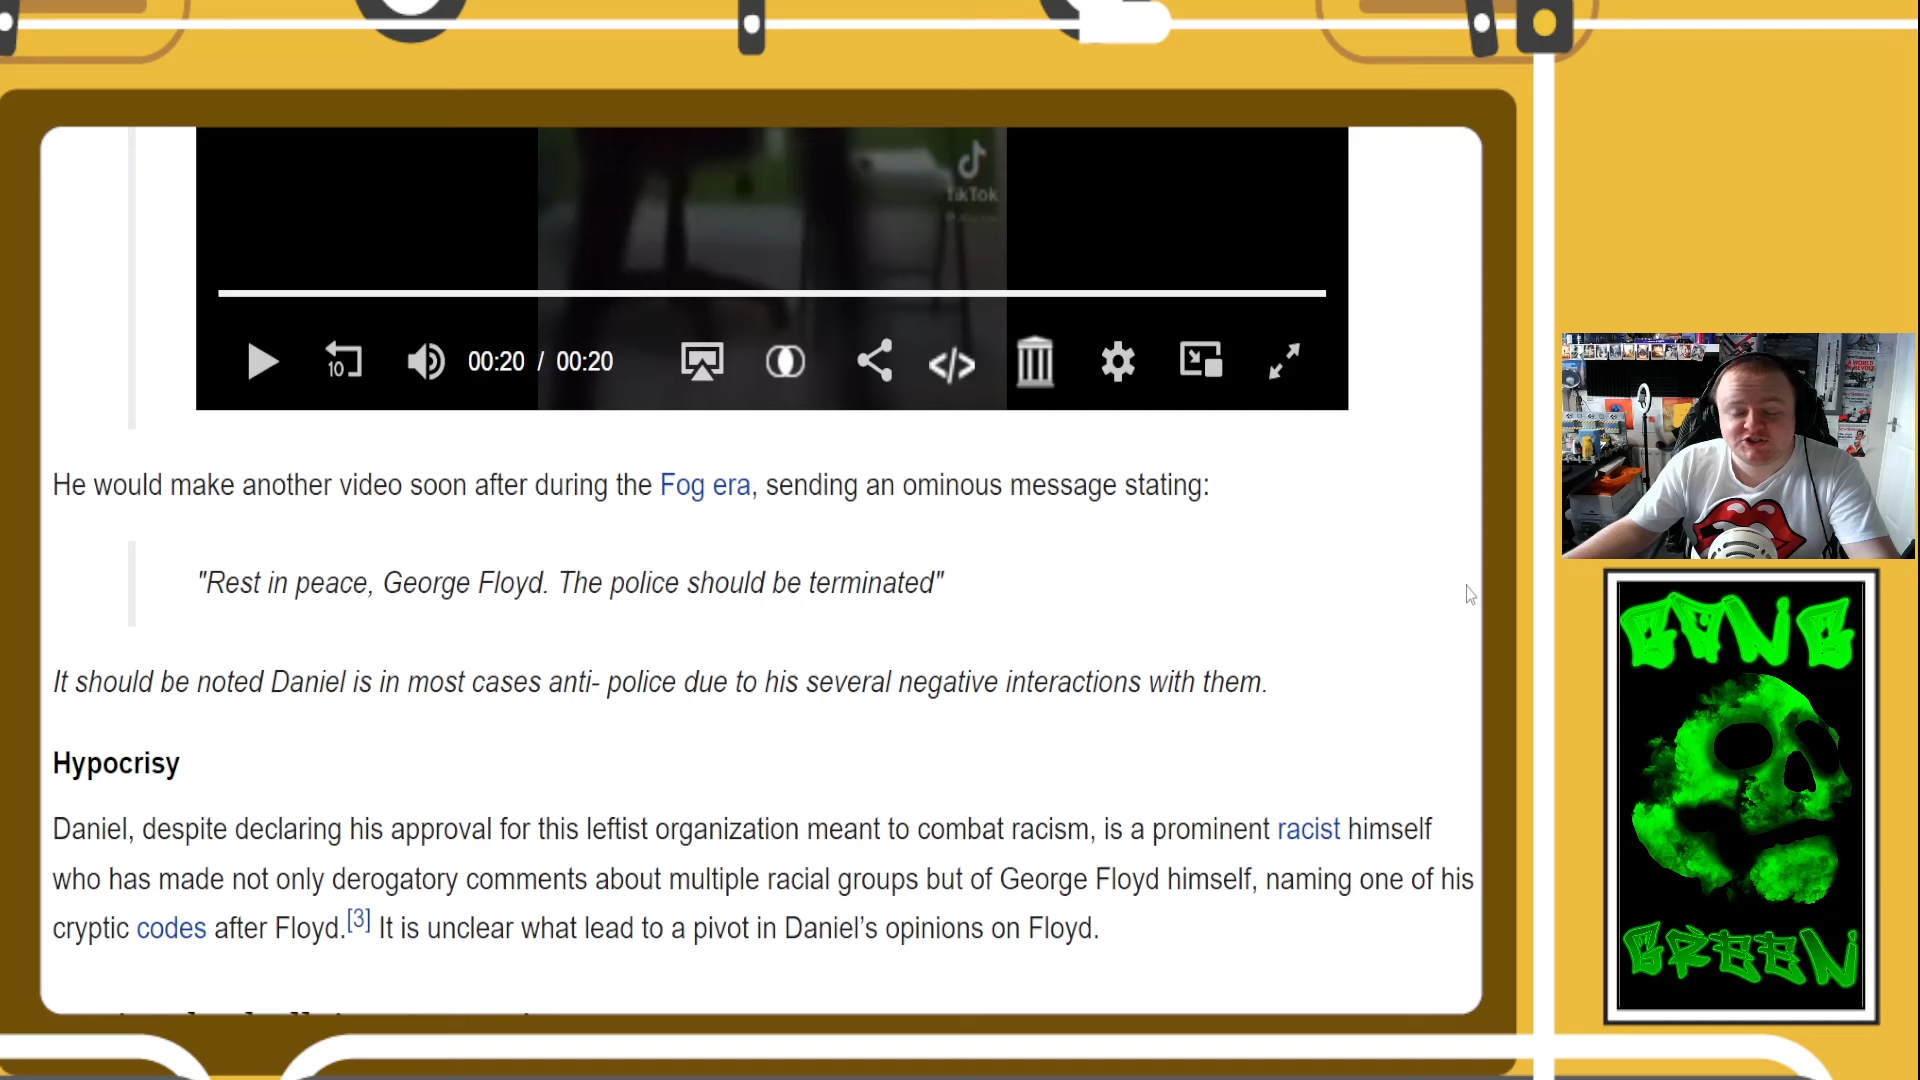 TikTok
10
00:20 / 00:20
He would make another video soon after during the Fog era, sending an ominous message stating:
"Rest in peace, George Floyd. The police should be terminated"
It should be noted Daniel is in most cases anti- police due to his several negative interactions with them.
Hypocrisy
Daniel, despite declaring his approval for this leftist organization meant to combat racism, is a prominent racist himself
who has made not only derogatory comments about multiple racial groups but of George Floyd himself, naming one of his
cryptic codes after Floyd.[3] It is unclear what lead to a pivot in Daniel's opinions on Floyd.
GREEN